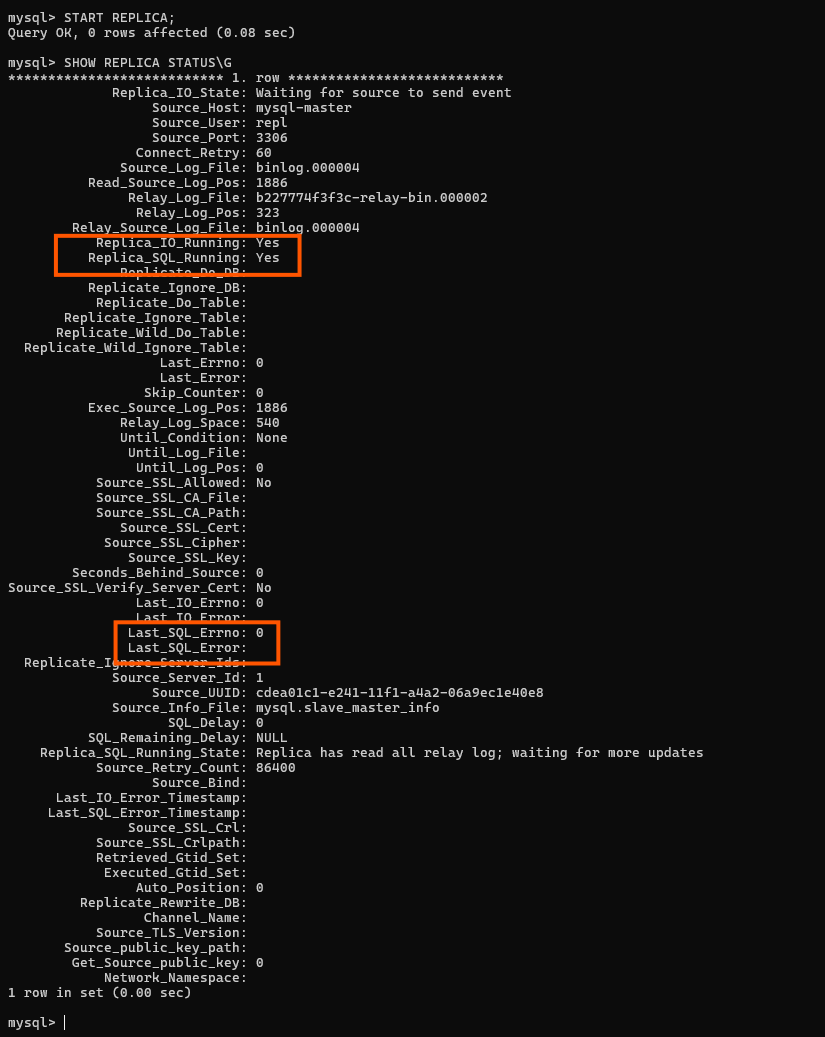 mysql> START REPLICA;
Query OK, 0 rows affected (0.08 sec)
mysql> SHOW REPLICA STATUS\G
*************************** 1. row ***************************
Replica_IO_State: Waiting for source to send event
Source_Host: mysql-master
Source_User: repl
Source_Port: 3306
Connect_Retry: 60
Source_Log_File: binlog.000004
Read_Source_Log_Pos: 1886
Relay_Log_File: b227774f3f3c-relay-bin.000002
Relay_Log_Pos: 323
Relay_Source_Log_File: binlog.000004
Replica_IO_Running: Yes
Replica_SQL_Running: Yes
Replicate_Do_DB:
Replicate_Ignore_DB:
Replicate_Do_Table:
Replicate_Ignore_Table:
Replicate_Wild_Do_Table:
Replicate_Wild_Ignore_Table:
Last_Errno: 0
Last_Error:
Skip_Counter: 0
Exec_Source_Log_Pos: 1886
Relay_Log_Space: 540
Until_Condition: None
Until_Log_File:
Until_Log_Pos: 0
Source_SSL_Allowed: No
Source_SSL_CA_File:
Source_SSL_CA_Path:
Source_SSL_Cert:
Source_SSL_Cipher:
Source_SSL_Key:
Seconds_Behind_Source: 0
Source_SSL_Verify_Server_Cert: No
Last_IO_Errno: 0
Last_IO_Error:
Last_SQL_Errno: 0
Last_SQL_Error:
Replicate_Ignore_Server_Ids:
Source_Server_Id: 1
Source_UUID: cdea01c1-e241-11f1-a4a2-06a9ec1e40e8
Source_Info_File: mysql.slave_master_info
SQL_Delay: 0
SQL_Remaining_Delay: NULL
Replica_SQL_Running_State: Replica has read all relay log; waiting for more updates
Source_Retry_Count: 86400
Source_Bind:
Last_IO_Error_Timestamp:
Last_SQL_Error_Timestamp:
Source_SSL_Crl:
Source_SSL_Crlpath:
Retrieved_Gtid_Set:
Executed_Gtid_Set:
Auto_Position: 0
Replicate_Rewrite_DB:
Channel_Name:
Source_TLS_Version:
Source_public_key_path:
Get_Source_public_key: 0
Network_Namespace:
1 row in set (0.00 sec)
mysql>